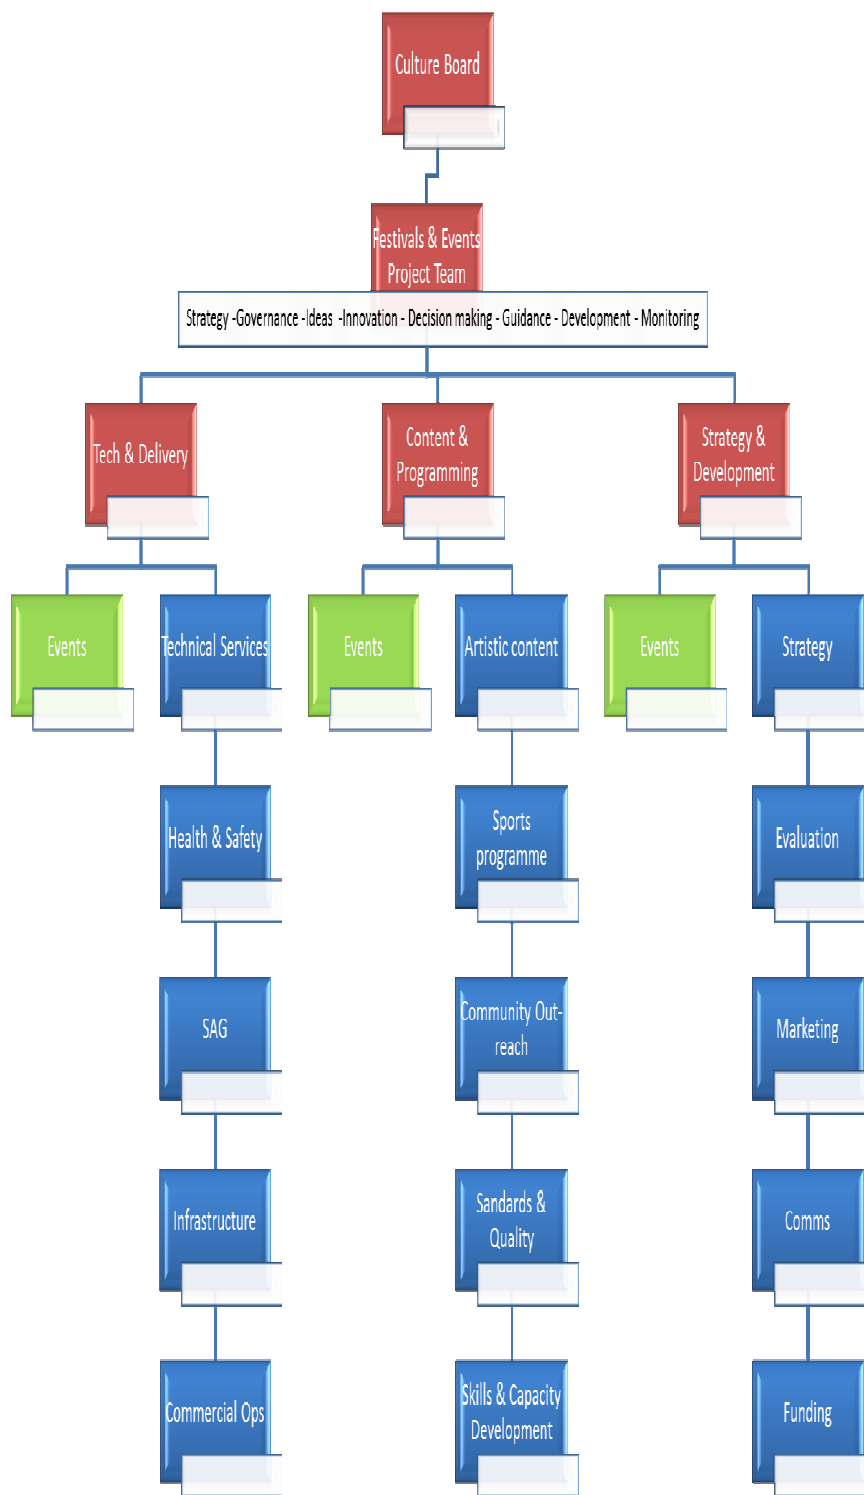 Culture Board
Festivals & Events
Project Team
Strategy -Governance -Ideas  -Innovation - Decision making - Guidance - Development - Monitoring
Tech & Delivery
Content &
Programming
Strategy &
Development
Events
Technical Services
Events
Artistic content
Events
Strategy
Health & Safety
Sports
programme
Evaluation
SAG
Community Out-
reach
Marketing
Infrastructure
Sandards &
Quality
Comms
Commercial Ops
Skills & Capacity
Development
Funding